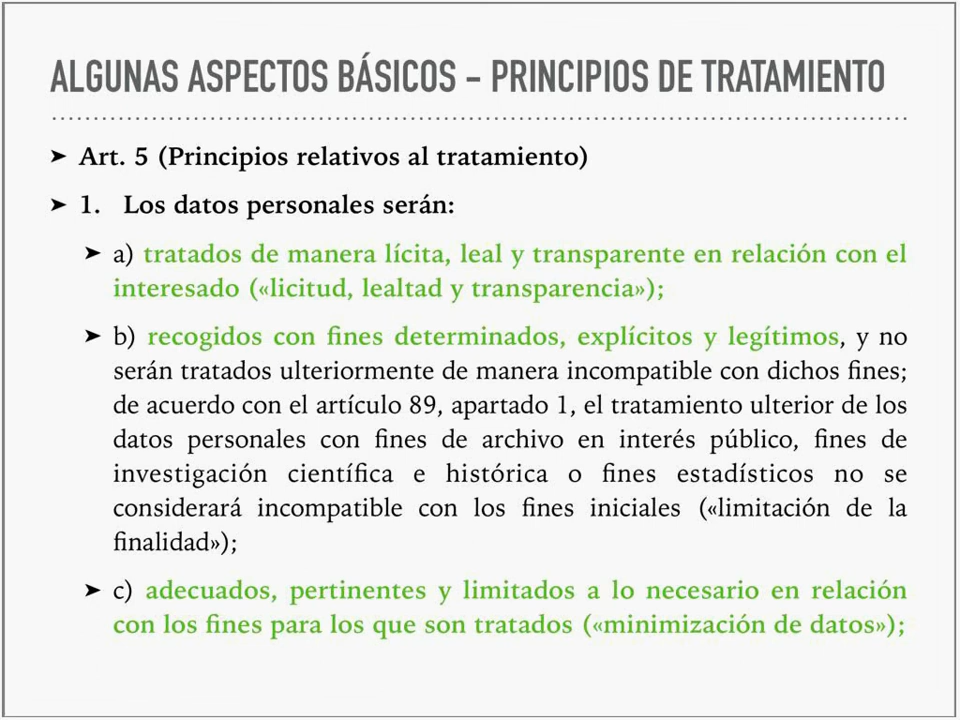 ALGUNAS ASPECTOS BÁSICOS - PRINCIPIOS DE TRATAMIENTO
➤ Art. 5 (Principios relativos al tratamiento)
➤ 1. Los datos personales serán:
➤ a) tratados de manera lícita, leal y transparente en relación con el
interesado («licitud, lealtad y transparencia»);
➤ b) recogidos con fines determinados, explícitos y legítimos, y no
serán tratados ulteriormente de manera incompatible con dichos fines;
de acuerdo con el artículo 89, apartado 1, el tratamiento ulterior de los
datos personales con fines de archivo en interés público, fines de
investigación científica e histórica o fines estadísticos no se
considerará incompatible con los fines iniciales («limitación de la
finalidad»);
➤ c) adecuados, pertinentes y limitados a lo necesario en relación
con los fines para los que son tratados («minimización de datos»);